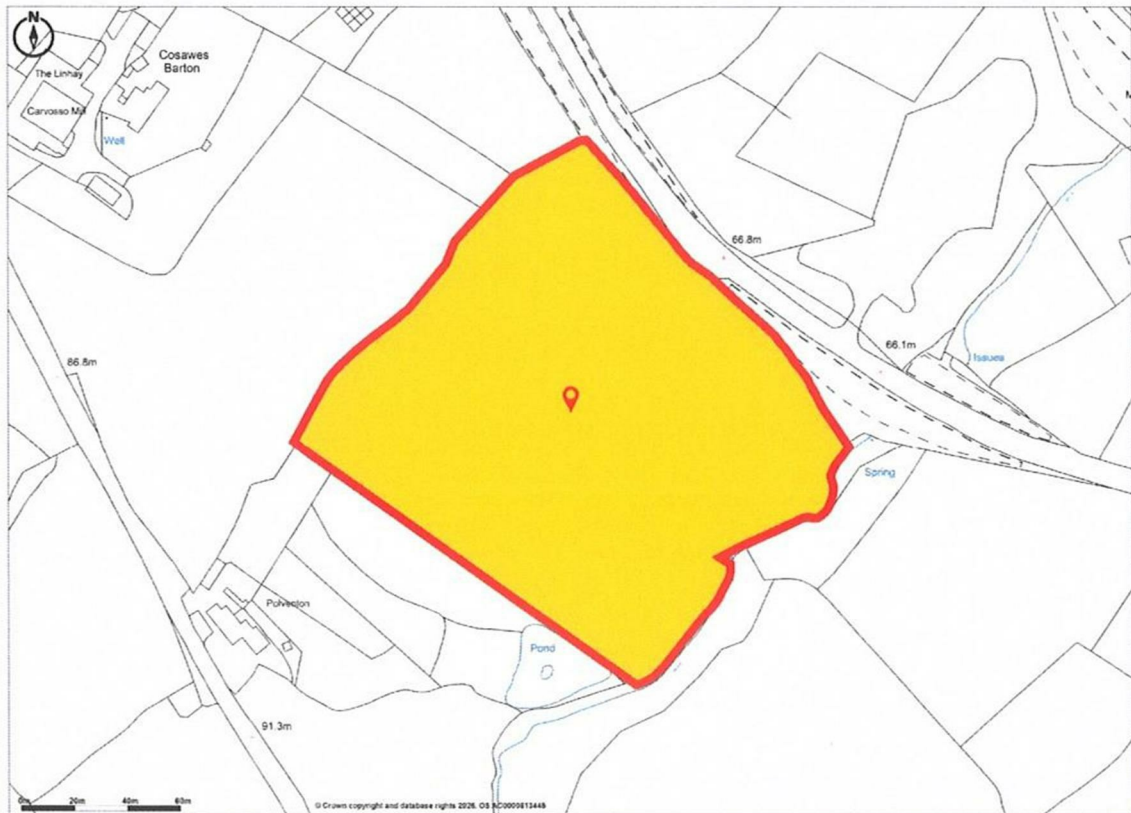 N
Cosawes
Barton
The Linhay
Carvosso Mill
Well
66.8m
66.1m
Issues
86.8m
Spring
Polventon
Pond
91.3m
0m 20m 40m 60m
© Crown copyright and database rights 2026. OS AC0000813445
M